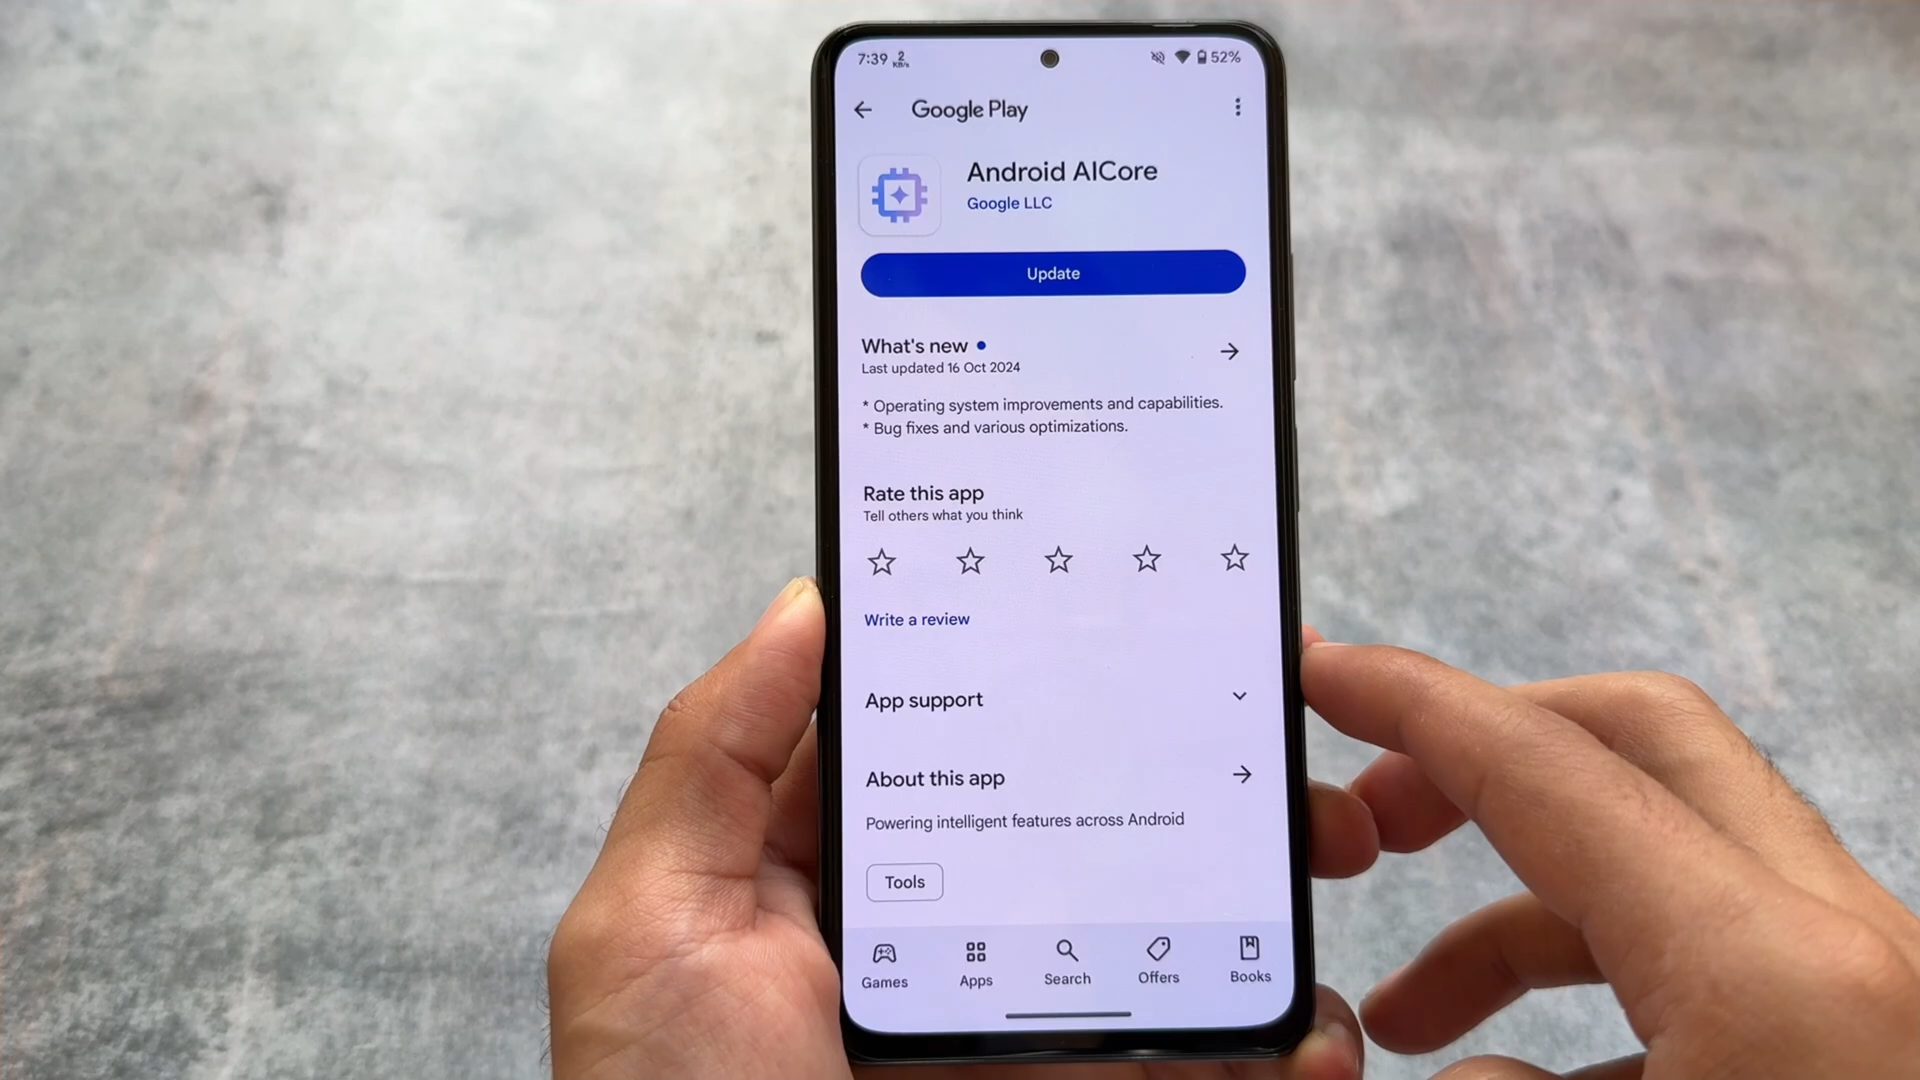 7:39 2 KB/s 52%
Google Play
Android AICore
Google LLC
Update
What's new
Last updated 16 Oct 2024
* Operating system improvements and capabilities.
* Bug fixes and various optimizations.
Rate this app
Tell others what you think
Write a review
App support
About this app
Powering intelligent features across Android
Tools
Games Apps Search Offers Books